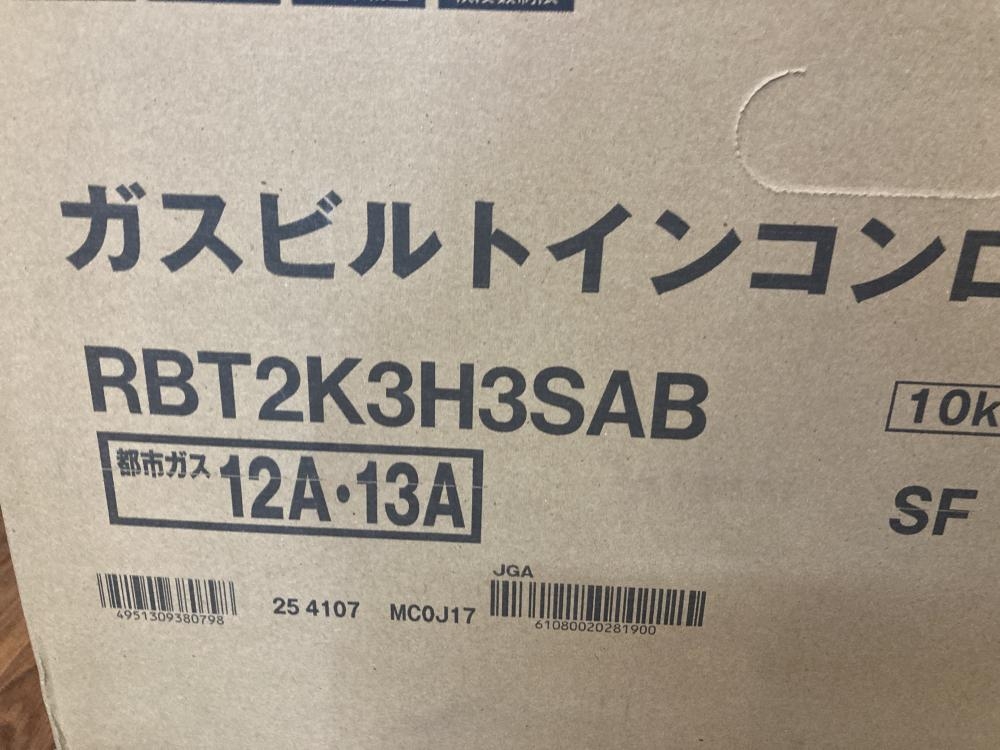 ガスビルトインコンロ
RBT2K3H3SAB
10K
都市ガス 12A・13A
SF
JGA
4951309380798
25 4107 MC0J17
61080020281900